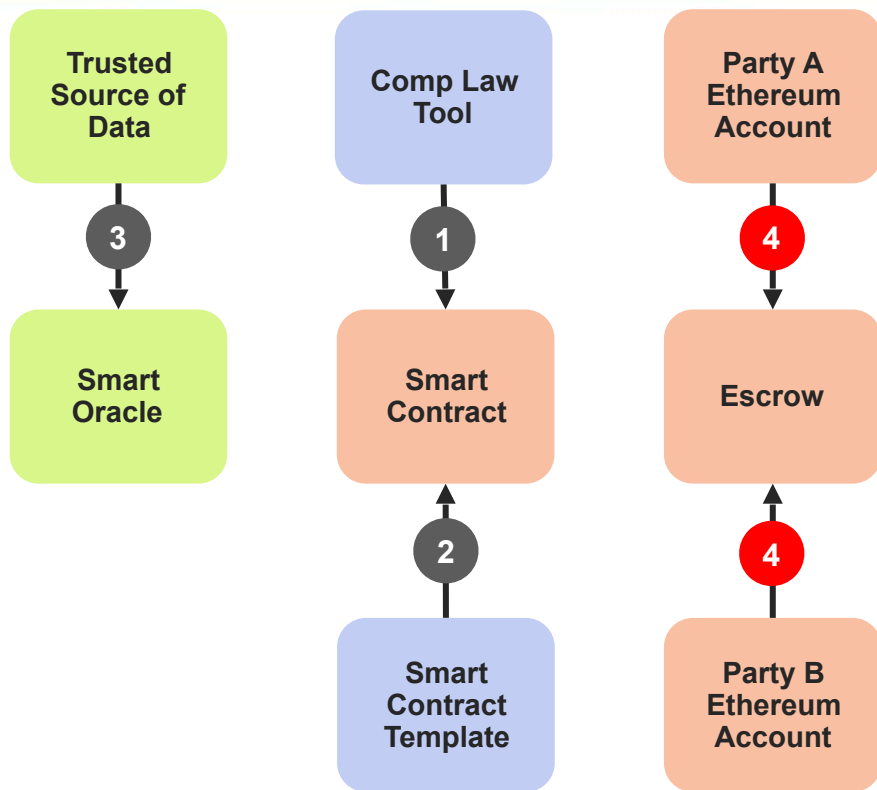 Trusted
Source of
Data
Comp Law
Tool
Party A
Ethereum
Account
3
1
4
Smart
Oracle
Smart
Contract
Escrow
2
4
Smart
Contract
Template
Party B
Ethereum
Account